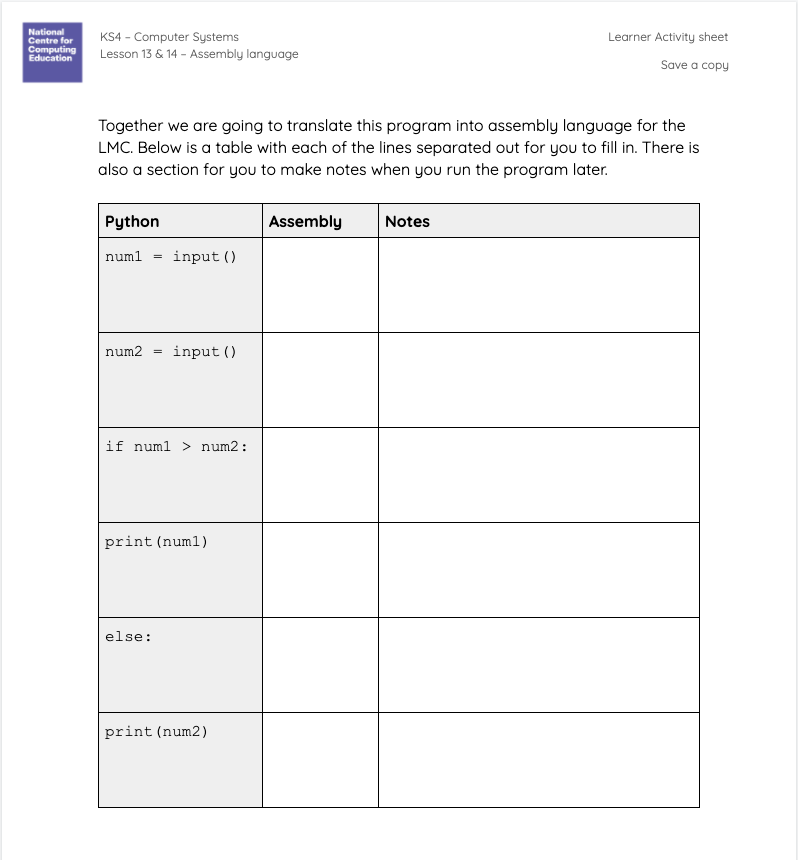 National
Centre for
Computing
Education
KS4 – Computer Systems
Lesson 13 & 14 – Assembly language
Learner Activity sheet
Save a copy
Together we are going to translate this program into assembly language for the
LMC. Below is a table with each of the lines separated out for you to fill in. There is
also a section for you to make notes when you run the program later.
Python Assembly Notes
num1 = input()
num2 = input()
if num1 > num2:
print(num1)
else:
print(num2)